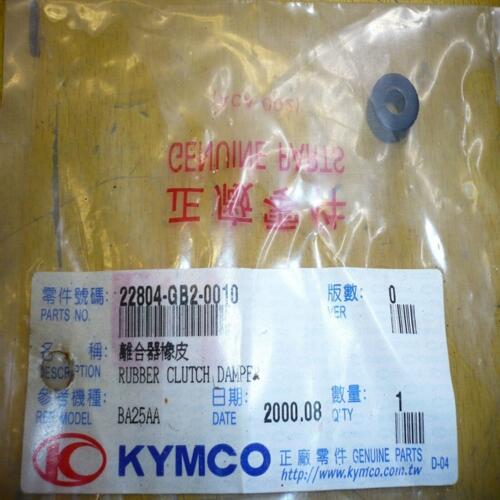 正廠零件
GENUINE PARTS
零件號碼: 22804-GB2-0010 版數: 0
PARTS NO. VER
名 稱: 離合器橡皮
DESCRIPTION RUBBER CLUTCH DAMPER
參考機種: BA25AA 日期: 2000.08 數量: 1
REF. MODEL DATE Q'TY
KYMCO 正廠零件 GENUINE PARTS
http://www.kymco.com.tw D-04